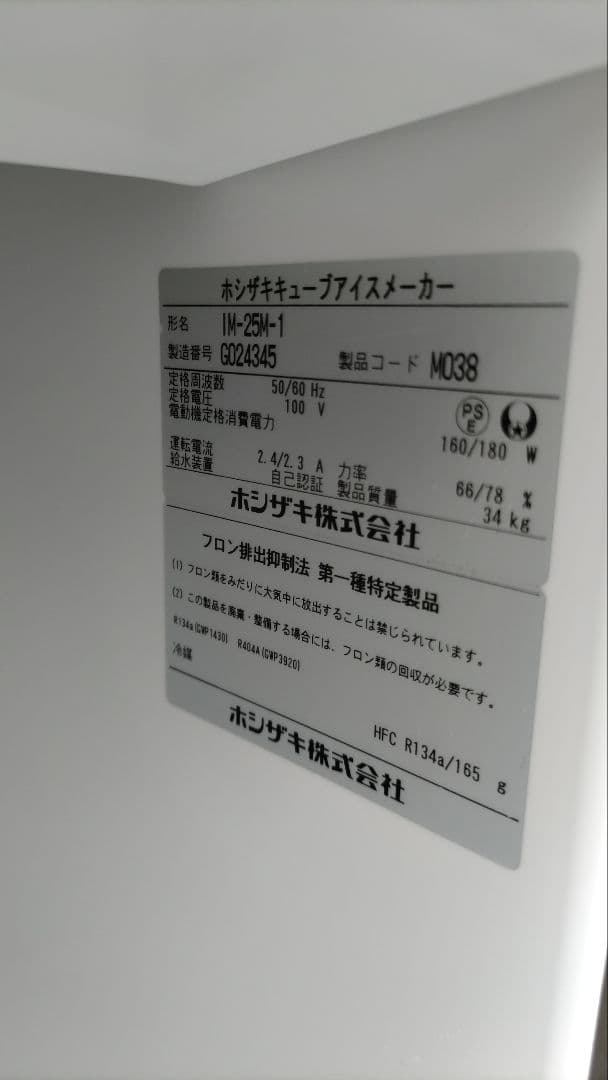 ホシザキキューブアイスメーカー
形名 IM-25M-1
製造番号 G024345 製品コード M038
定格周波数 50/60 Hz
定格電圧 100 V
電動機定格消費電力 160/180 W
PS
E
運転電流 2.4/2.3 A 力率 66/78 %
給水装置 自己認証 製品質量 34 kg
ホシザキ株式会社
フロン排出抑制法 第一種特定製品
(1) フロン類をみだりに大気中に放出することは禁じられています。
(2) この製品を廃棄・整備する場合には、フロン類の回収が必要です。
R134a(GWP1430) R404A(GWP3920)
冷媒 HFC R134a/165 g
ホシザキ株式会社